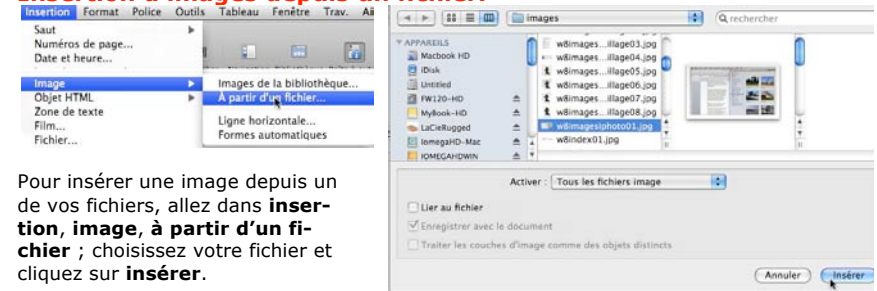 Insertion d'images depuis un fichier:
Insertion Format Police Outils Tableau Fenêtre Trav.
Saut
Numéros de page...
Date et heure...
Image
Objet HTML
Zone de texte
Film...
Fichier...
Images de la bibliothèque...
À partir d'un fichier...
Ligne horizontale...
Formes automatiques
Pour insérer une image depuis un
de vos fichiers, allez dans inser-
tion, image, à partir d'un fi-
chier ; choisissez votre fichier et
cliquez sur insérer.
images
rechercher
APPAREILS
Macbook HD
iDisk
Untitled
FW120-HD
MyBook-HD
LaCieRugged
IomegaHD-Mac
IOMEGAHDWIN
w8images...illage03.jpg
w8images...illage04.jpg
w8images...illage05.jpg
w8images...illage06.jpg
w8images...illage07.jpg
w8images...illage08.jpg
w8imagesiphoto01.jpg
w8index01.jpg
Activer : Tous les fichiers image
Lier au fichier
Enregistrer avec le document
Traiter les couches d'image comme des objets distincts
Annuler Insérer